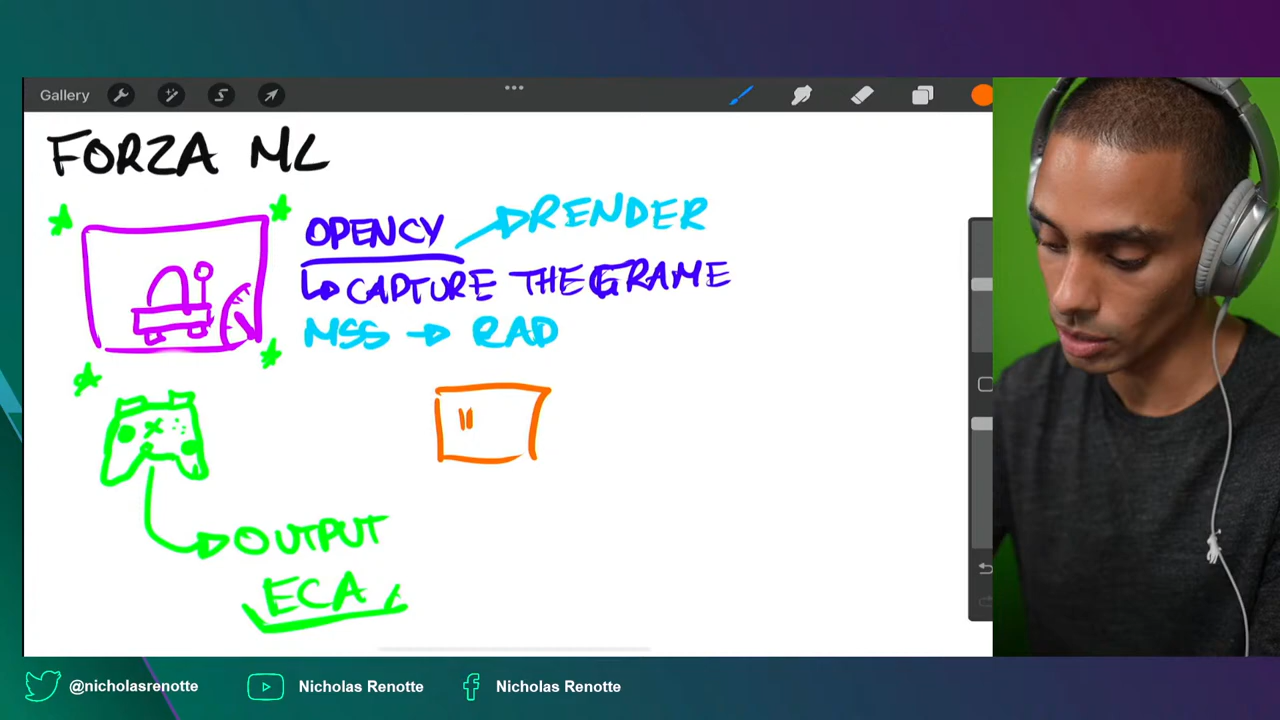 Gallery
FORZA ML
OPENCV
RENDER
CAPTURE THE FRAME
MSS → RAD
OUTPUT
ECA
@nicholasrenotte
Nicholas Renotte
Nicholas Renotte